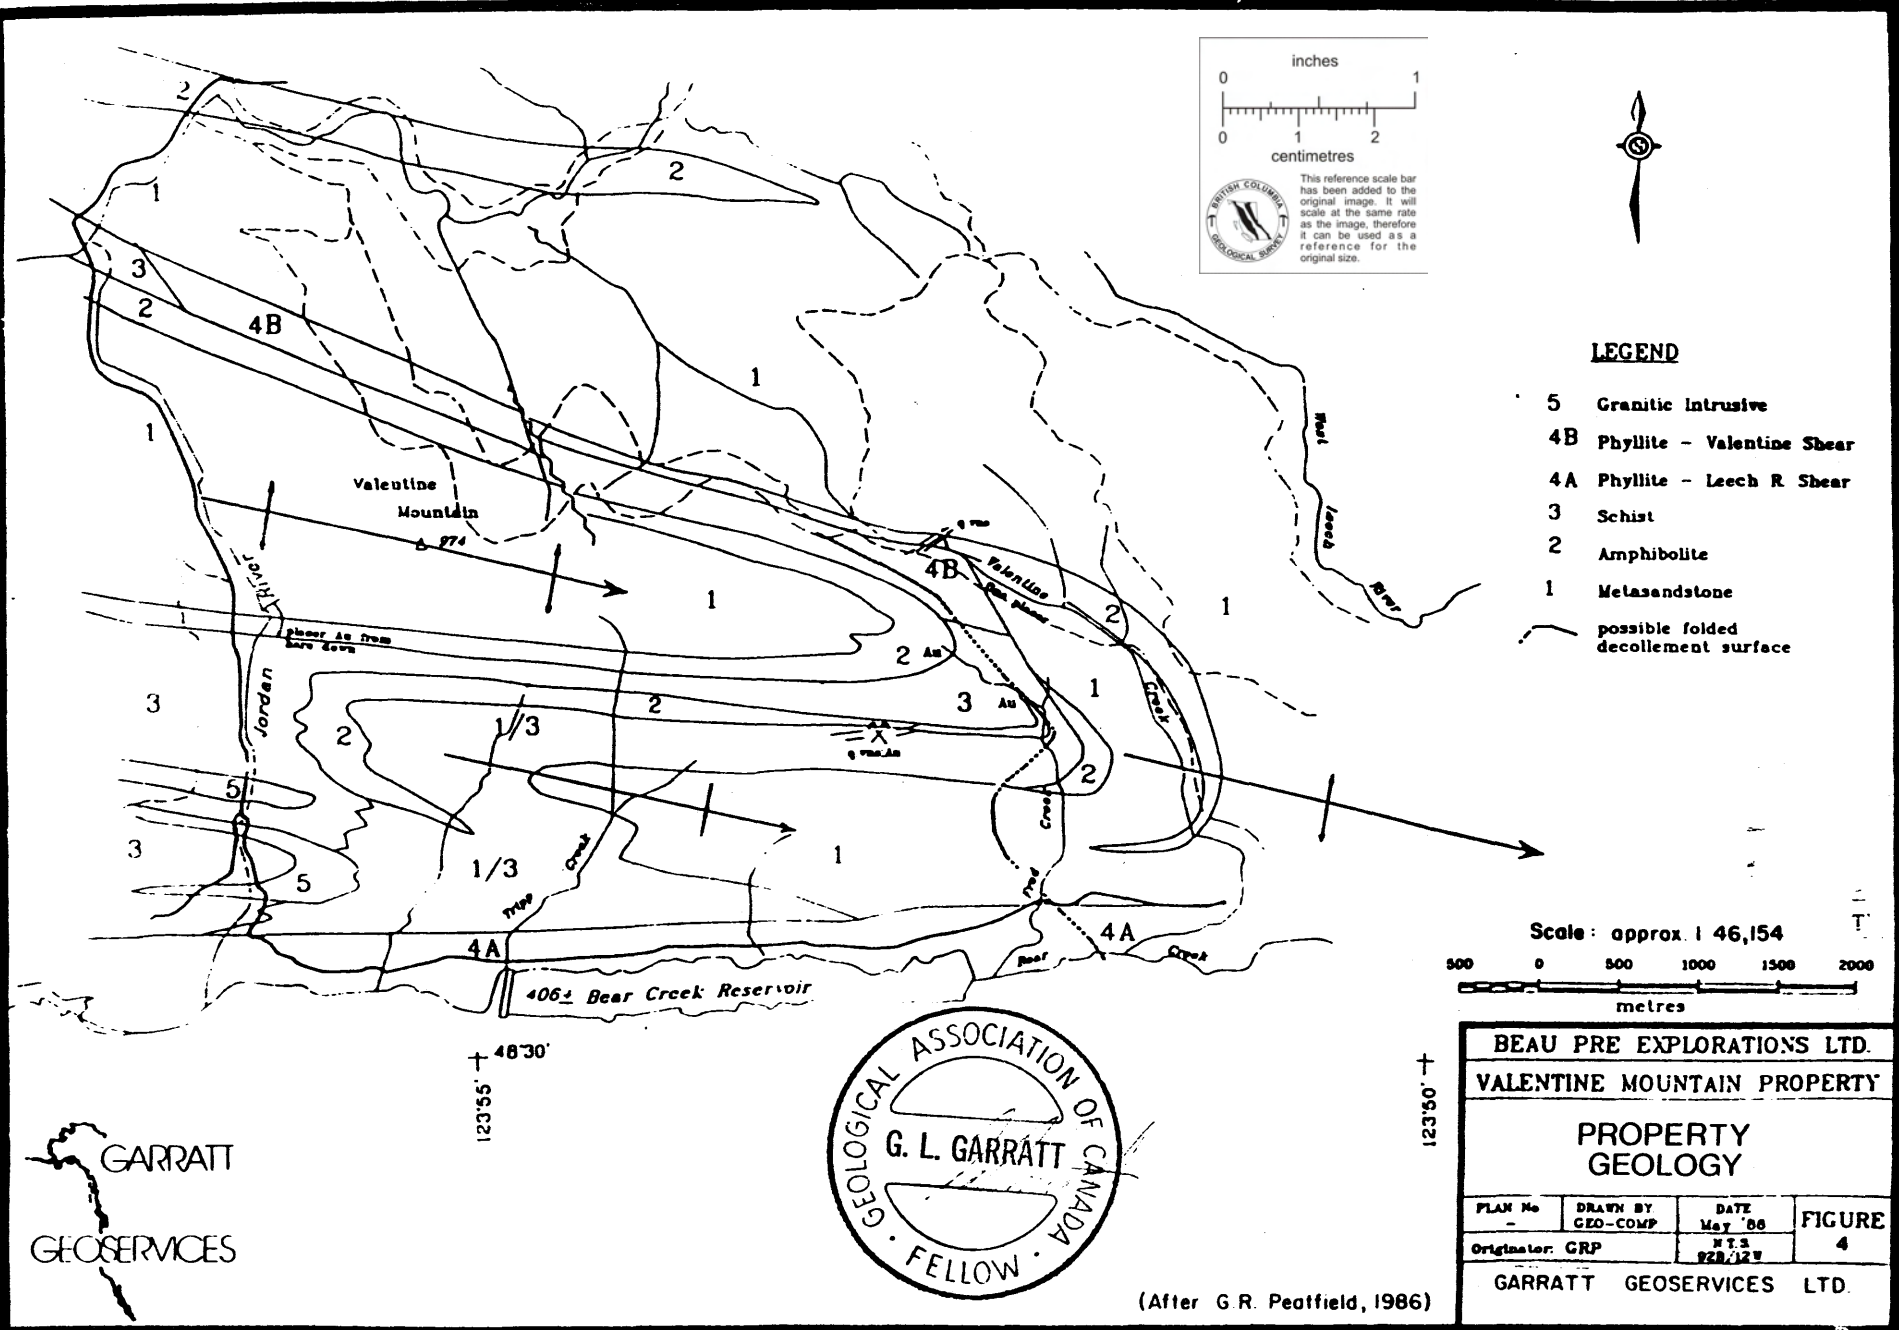 inches
0 1
0 1 2
centimetres
This reference scale bar
has been added to the
original image. It will
scale at the same rate
as the image, therefore
it can be used as a
reference for the
original size.
BRITISH COLUMBIA
GEOLOGICAL SURVEY
2
2
1
3
2
4B
1
1
Valentine
Mountain
974
q vns
4B
Valentine
Creek
2
1
1
West
Leech
River
River
placer Au from
here down
Jordan
1
2
Au
3
Au
1
3
2
2
1/3
q vns Au
2
5
3
5
1/3
Tripp
Creek
1
Creek
Fred
4A
4A
Bear
Creek
406± Bear Creek Reservoir
48°30'
123°55'
123°50'
LEGEND
5 Granitic Intrusive
4B Phyllite - Valentine Shear
4A Phyllite - Leech R Shear
3 Schist
2 Amphibolite
1 Metasandstone
possible folded
decollement surface
Scale: approx. 1 46,154
500 0 500 1000 1500 2000
metres
GARRATT
GEOSERVICES
GEOLOGICAL ASSOCIATION OF CANADA
G. L. GARRATT
FELLOW
(After G.R. Peatfield, 1986)
BEAU PRE EXPLORATIONS LTD.
VALENTINE MOUNTAIN PROPERTY
PROPERTY
GEOLOGY
PLAN No
-
DRAWN BY
GEO-COMP
DATE
May '88
FIGURE
4
Originator: GRP
N.T.S.
92B/12W
GARRATT GEOSERVICES LTD.